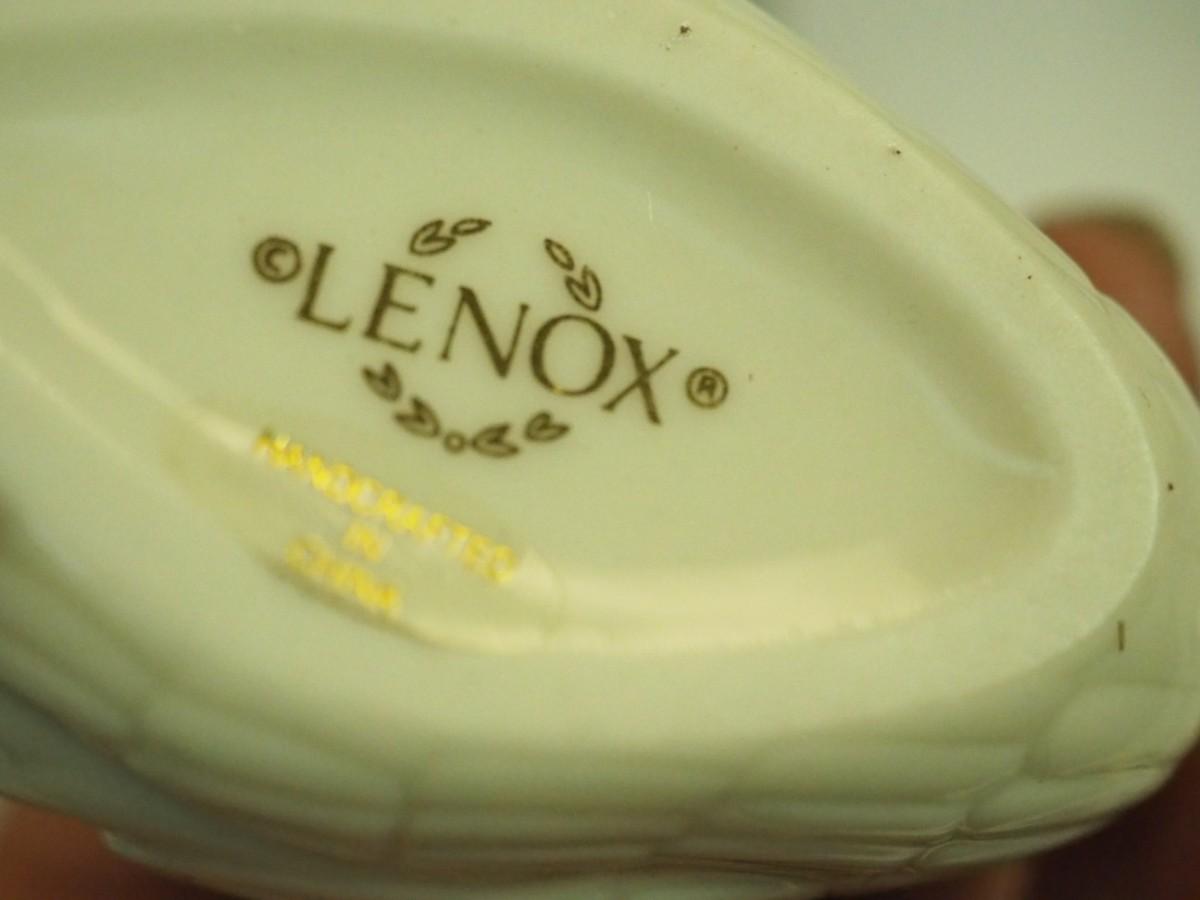 © LENOX ®
HANDCRAFTED
IN
CHINA